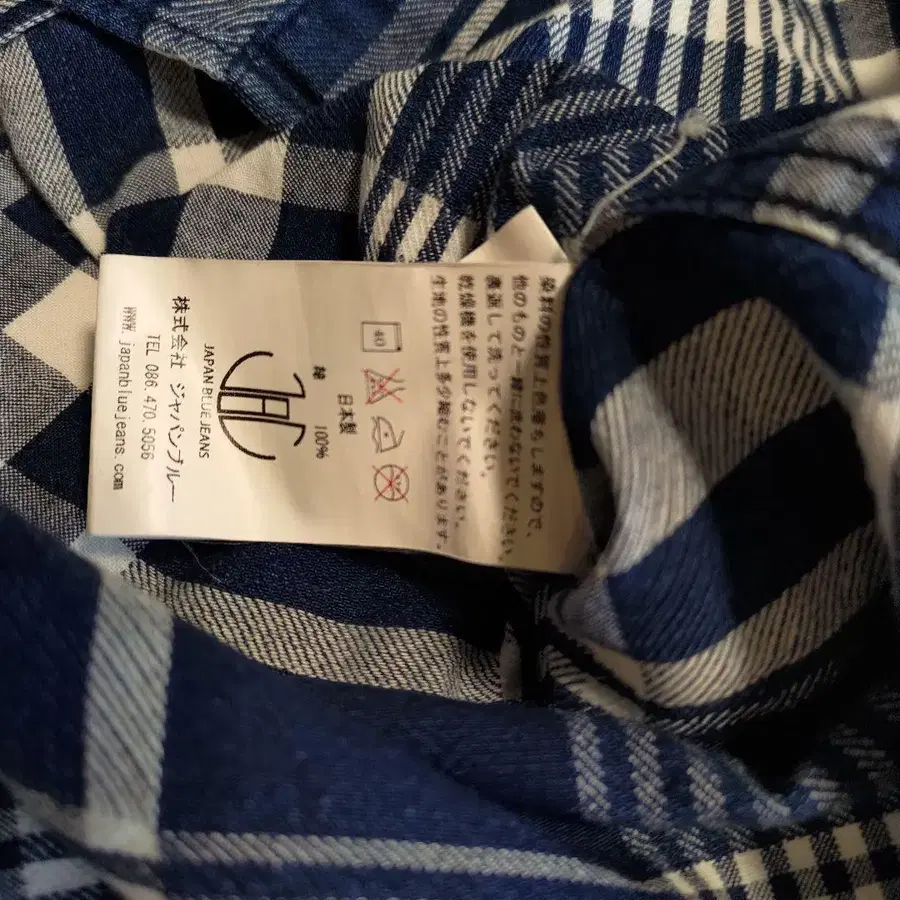 染料の性質上色落ちしますので、
他のものと一緒に洗わないでください。
裏返して洗ってください。
乾燥機を使用しないでください。
生地の性質上多少縮むことがあります。
40
綿 100%
日本製
JAPAN BLUE JEANS
株式会社 ジャパンブルー
TEL 086.470.5056
www.japanbluejeans.com